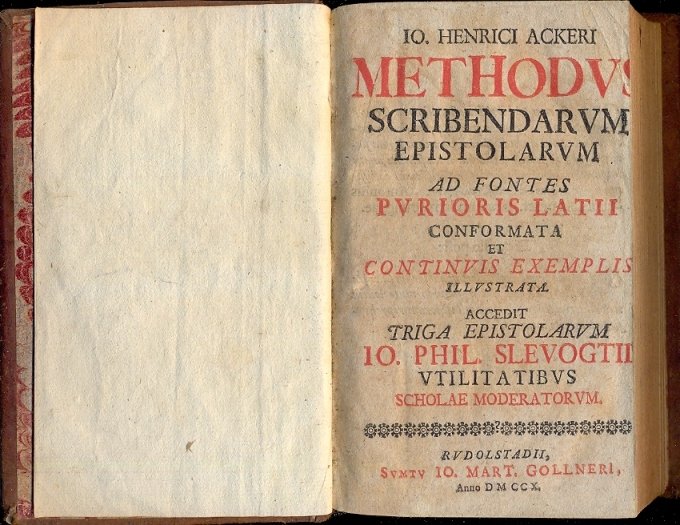 IO. HENRICI ACKERI
METHODVS
SCRIBENDARVM
EPISTOLARVM
AD FONTES
PVRIORIS LATII
CONFORMATA
ET
CONTINVIS EXEMPLIS
ILLVSTRATA.
ACCEDIT
TRIGA EPISTOLARVM
IO. PHIL. SLEVOGTII
VTILITATIBVS
SCHOLAE MODERATORVM.
RVDOLSTADII,
SVMTV IO. MART. GOLLNERI,
Anno DMCCX.